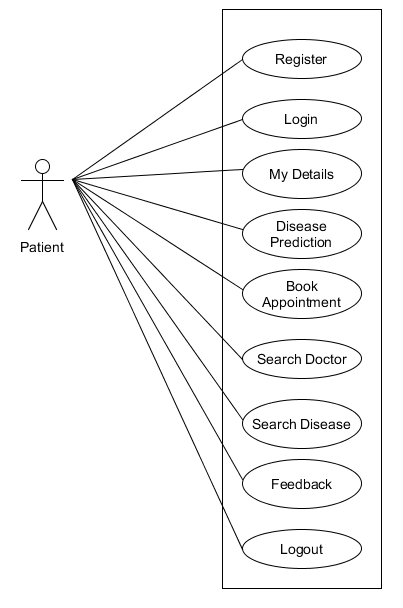 Register
Login
My Details
Patient
Disease
Prediction
Book
Appointment
Search Doctor
Search Disease
Feedback
Logout